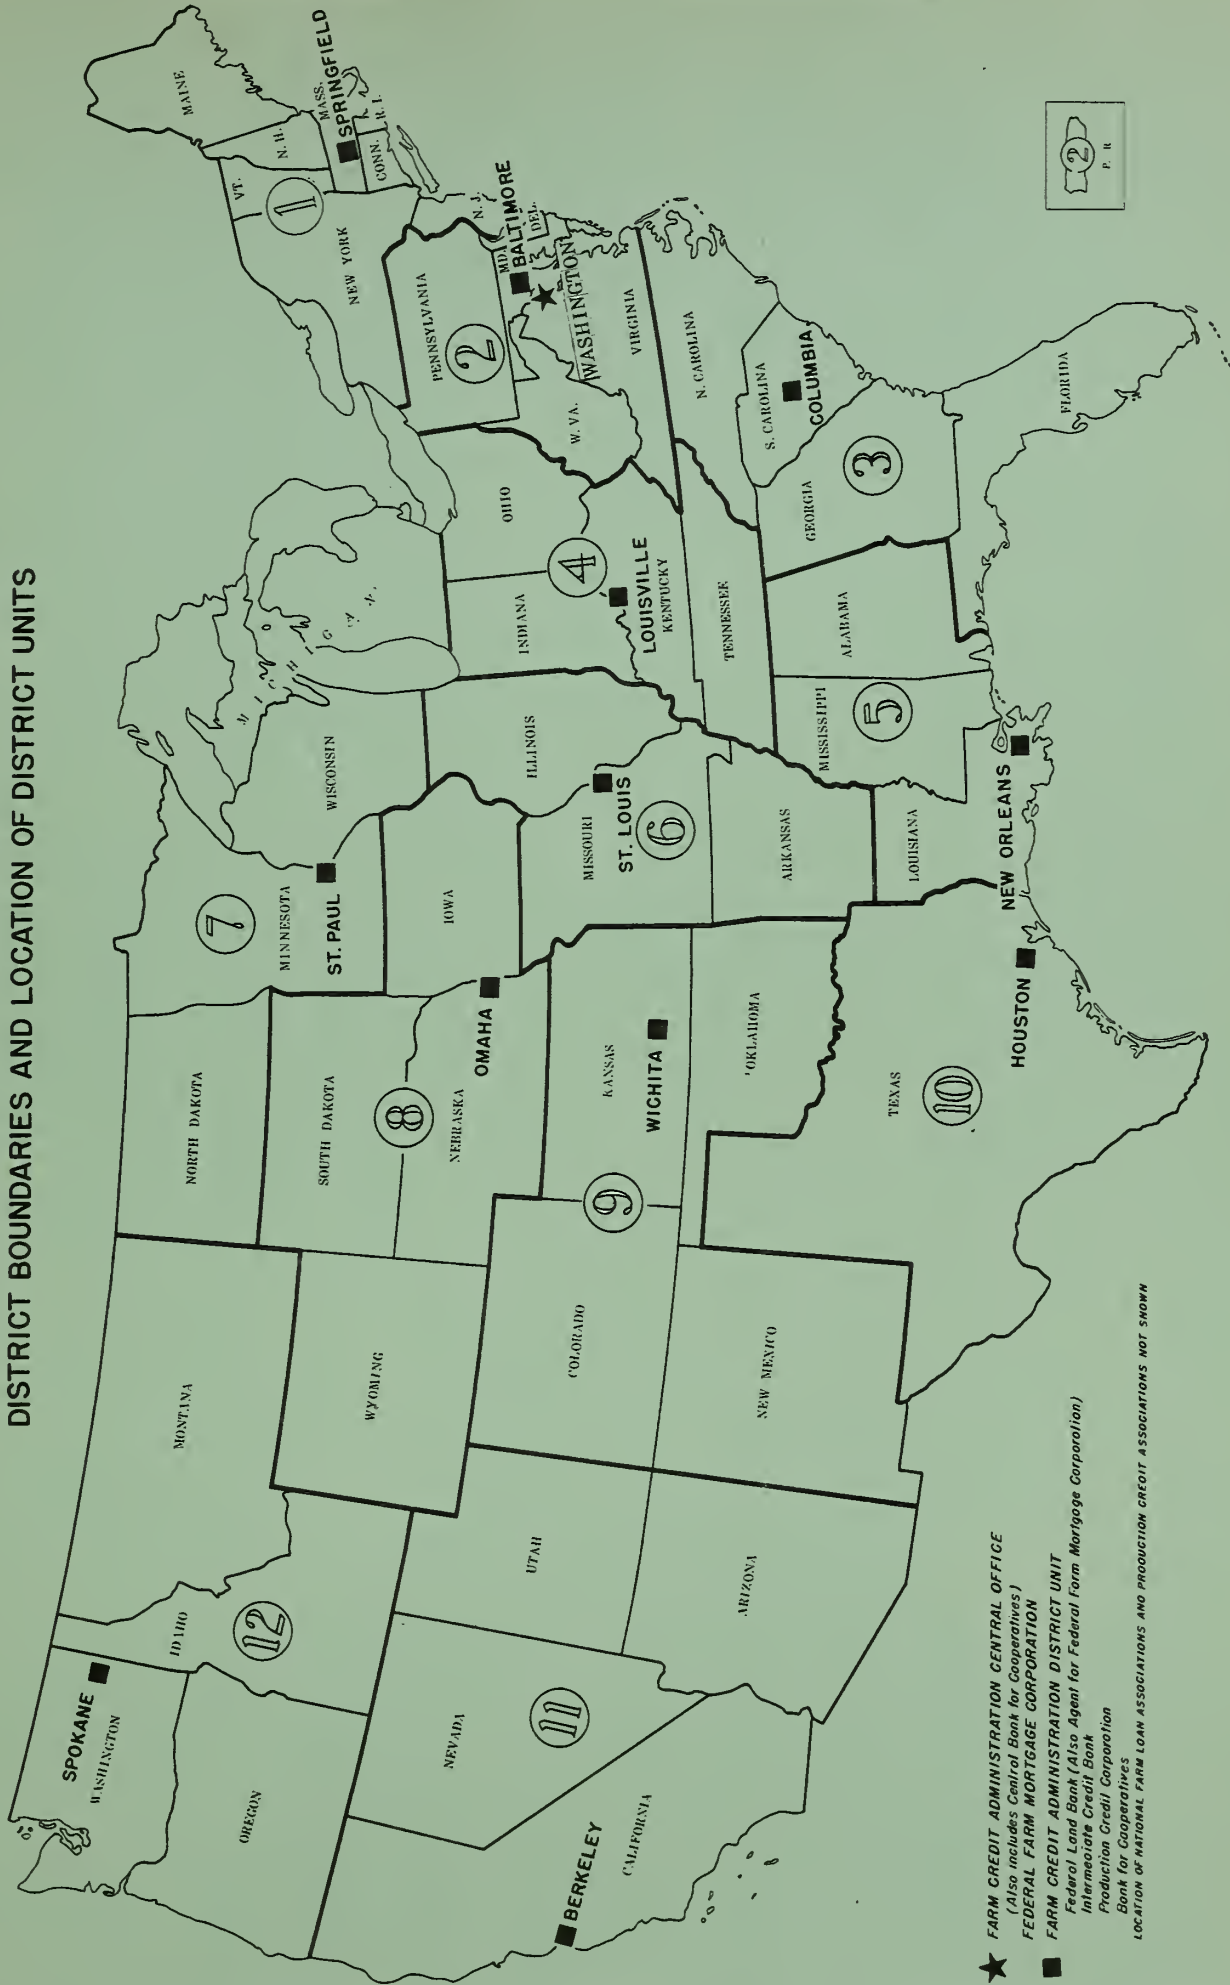 DISTRICT BOUNDARIES AND LOCATION OF DISTRICT UNITS
SPOKANE
WASHINGTON
OREGON
IDAHO
12
MONTANA
NORTH DAKOTA
7
MINNESOTA
ST. PAUL
WISCONSIN
MICHIGAN
VT.
N. H.
MAINE
1
MASS.
SPRINGFIELD
CONN.
R. I.
NEW YORK
WYOMING
SOUTH DAKOTA
8
NEBRASKA
OMAHA
IOWA
PENNSYLVANIA
2
N. J.
MD.
BALTIMORE
DEL.
WASHINGTON
NEVADA
11
UTAH
COLORADO
9
KANSAS
WICHITA
MISSOURI
ST. LOUIS
6
ILLINOIS
INDIANA
OHIO
4
LOUISVILLE
KENTUCKY
W. VA.
VIRGINIA
BERKELEY
CALIFORNIA
ARIZONA
NEW MEXICO
OKLAHOMA
ARKANSAS
TENNESSEE
N. CAROLINA
S. CAROLINA
COLUMBIA
TEXAS
10
HOUSTON
LOUISIANA
NEW ORLEANS
MISSISSIPPI
5
ALABAMA
GEORGIA
3
FLORIDA
2
P. R
FARM CREDIT ADMINISTRATION CENTRAL OFFICE
(Also includes Central Bank for Cooperatives)
FEDERAL FARM MORTGAGE CORPORATION
FARM CREDIT ADMINISTRATION DISTRICT UNIT
Federal Land Bank (Also Agent for Federal Farm Mortgage Corporation)
Intermediate Credit Bank
Production Credit Corporation
Bank for Cooperatives
LOCATION OF NATIONAL FARM LOAN ASSOCIATIONS AND PRODUCTION CREDIT ASSOCIATIONS NOT SHOWN